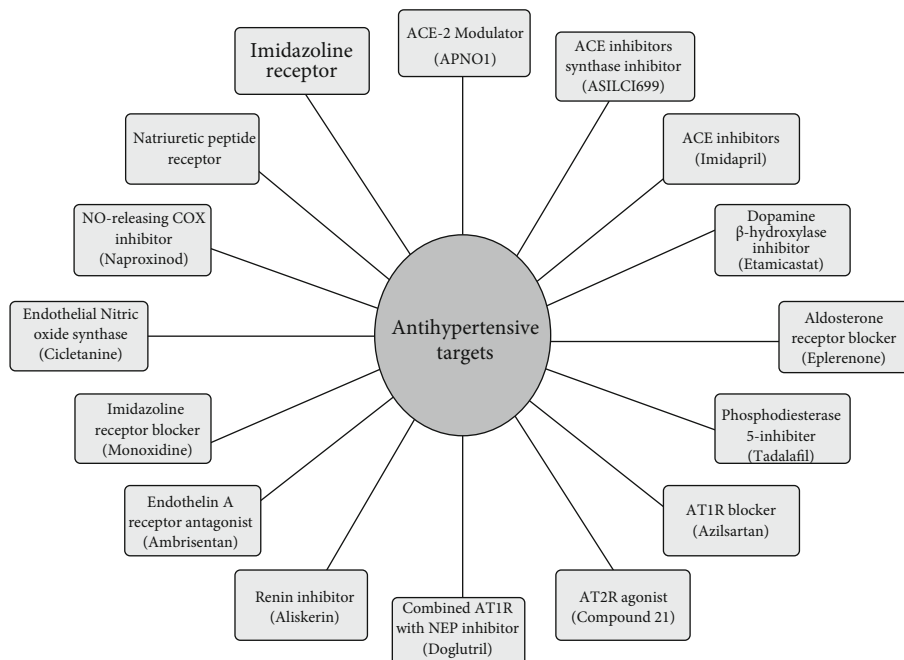 ACE-2 Modulator
(APNO1)
ACE inhibitors
synthase inhibitor
(ASILCI699)
ACE inhibitors
(Imidapril)
Dopamine
β-hydroxylase
inhibitor
(Etamicastat)
Aldosterone
receptor blocker
(Eplerenone)
Phosphodiesterase
5-inhibiter
(Tadalafil)
AT1R blocker
(Azilsartan)
AT2R agonist
(Compound 21)
Combined AT1R
with NEP inhibitor
(Doglutril)
Renin inhibitor
(Aliskerin)
Endothelin A
receptor antagonist
(Ambrisentan)
Imidazoline
receptor blocker
(Monoxidine)
Endothelial Nitric
oxide synthase
(Cicletanine)
NO-releasing COX
inhibitor
(Naproxinod)
Natriuretic peptide
receptor
Imidazoline
receptor
Antihypertensive
targets